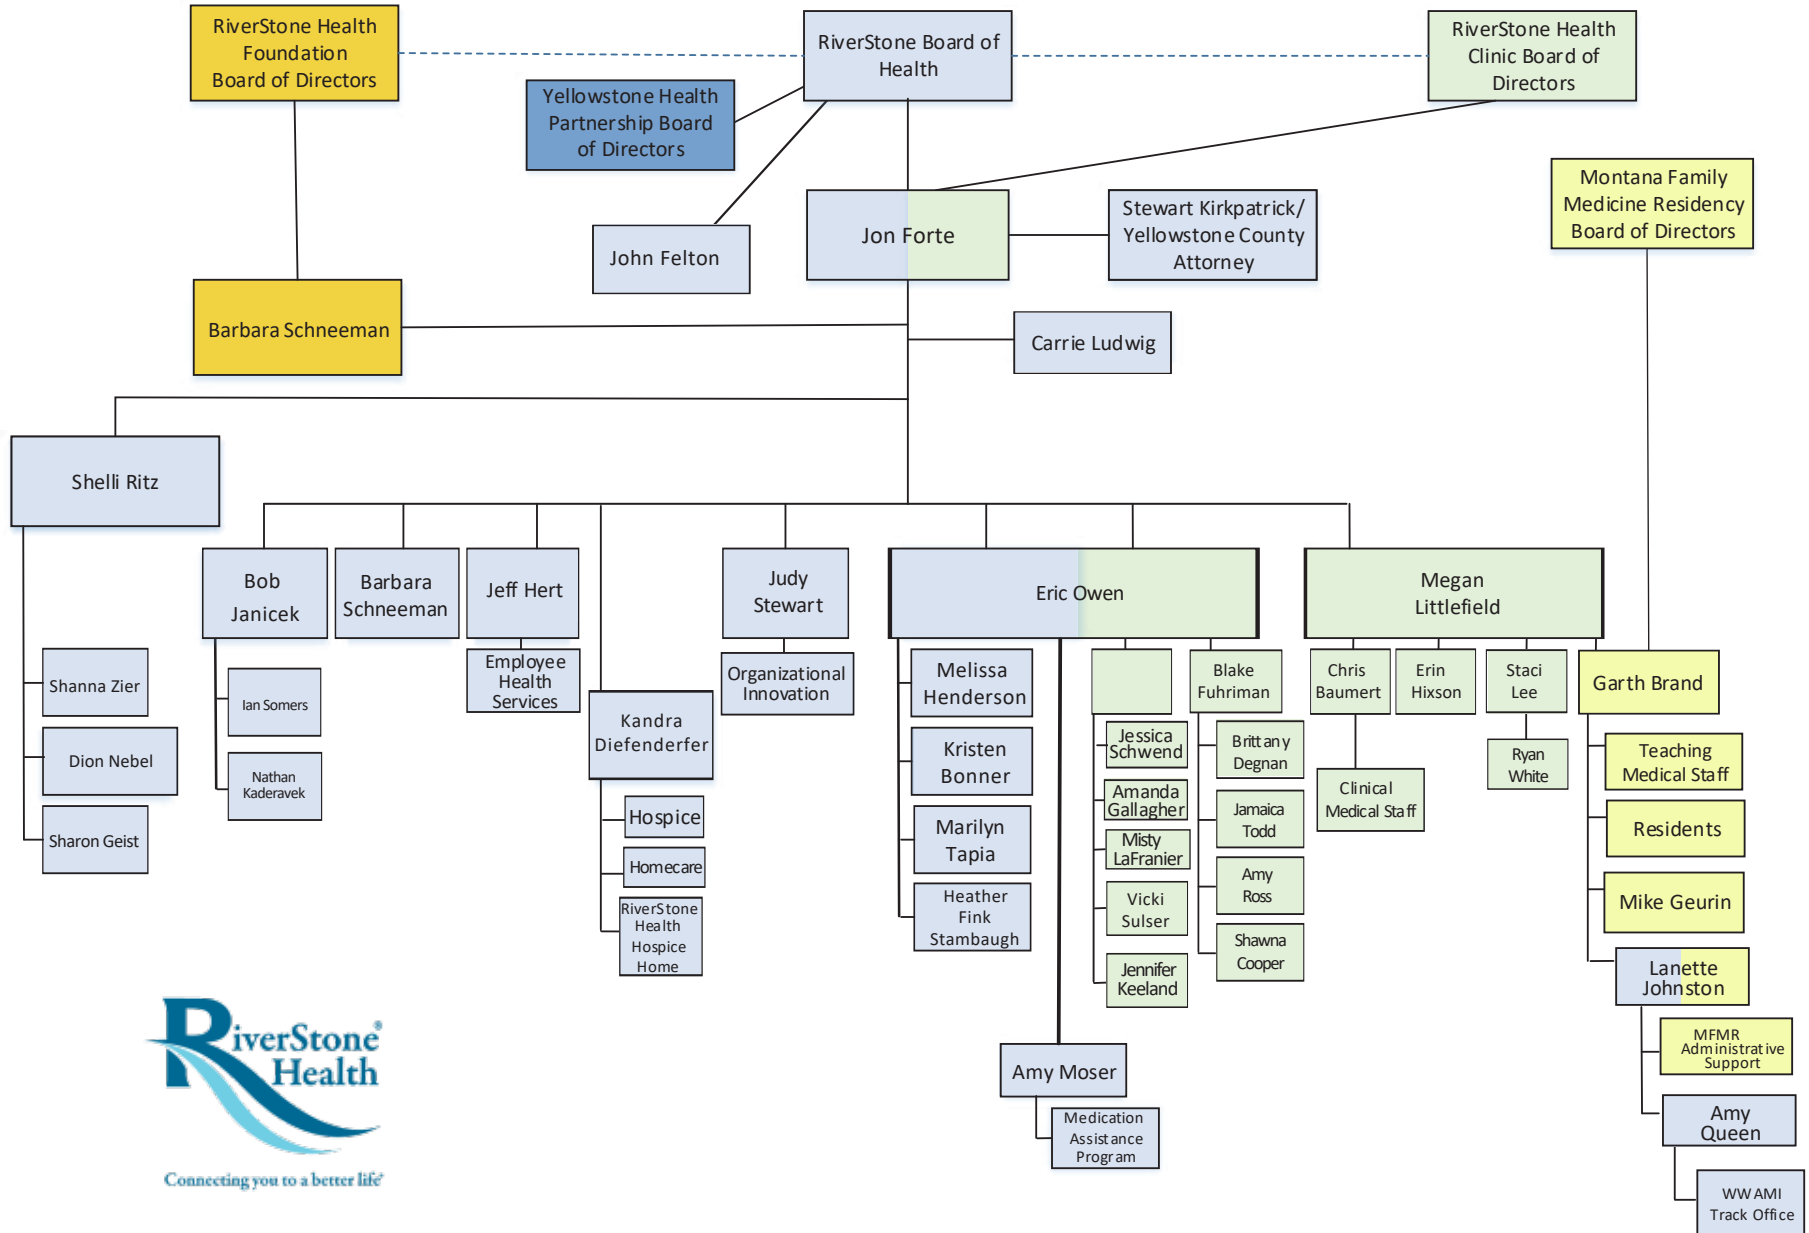 RiverStone Health
Foundation
Board of Directors
RiverStone Board of
Health
RiverStone Health
Clinic Board of
Directors
Yellowstone Health
Partnership Board
of Directors
Montana Family
Medicine Residency
Board of Directors
John Felton
Jon Forte
Stewart Kirkpatrick/
Yellowstone County
Attorney
Barbara Schneeman
Carrie Ludwig
Shelli Ritz
Shanna Zier
Dion Nebel
Sharon Geist
Bob
Janicek
Ian Somers
Nathan
Kaderavek
Barbara
Schneeman
Jeff Hert
Employee
Health
Services
Kandra
Diefenderfer
Hospice
Homecare
RiverStone
Health
Hospice
Home
Judy
Stewart
Organizational
Innovation
Eric Owen
Melissa
Henderson
Kristen
Bonner
Marilyn
Tapia
Heather
Fink
Stambaugh
Amy Moser
Medication
Assistance
Program
Jessica
Schwend
Amanda
Gallagher
Misty
LaFranier
Vicki
Sulser
Jennifer
Keeland
Blake
Fuhriman
Brittany
Degnan
Jamaica
Todd
Amy
Ross
Shawna
Cooper
Megan
Littlefield
Chris
Baumert
Clinical
Medical Staff
Erin
Hixson
Staci
Lee
Ryan
White
Garth Brand
Teaching
Medical Staff
Residents
Mike Geurin
Lanette
Johnston
MFMR
Administrative
Support
Amy
Queen
WWAMI
Track Office
RiverStone®
Health
Connecting you to a better life®